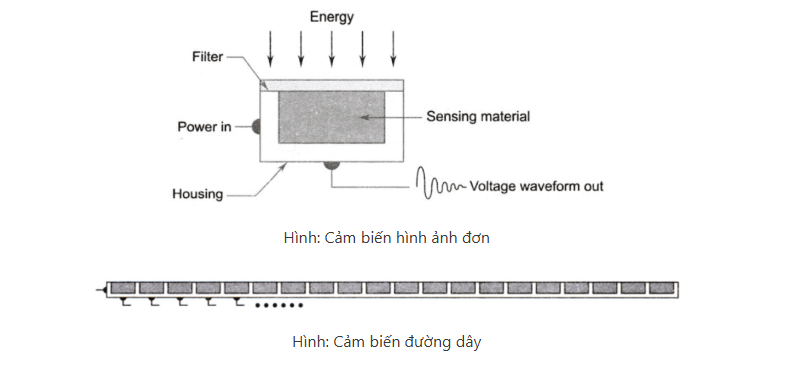 Energy
Filter
Sensing material
Power in
Housing
Voltage waveform out
Hình: Cảm biến hình ảnh đơn
Hình: Cảm biến đường dây